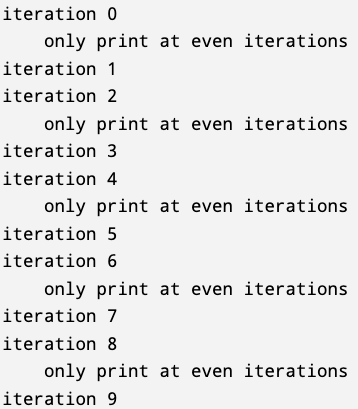 iteration 0
    only print at even iterations
iteration 1
iteration 2
    only print at even iterations
iteration 3
iteration 4
    only print at even iterations
iteration 5
iteration 6
    only print at even iterations
iteration 7
iteration 8
    only print at even iterations
iteration 9